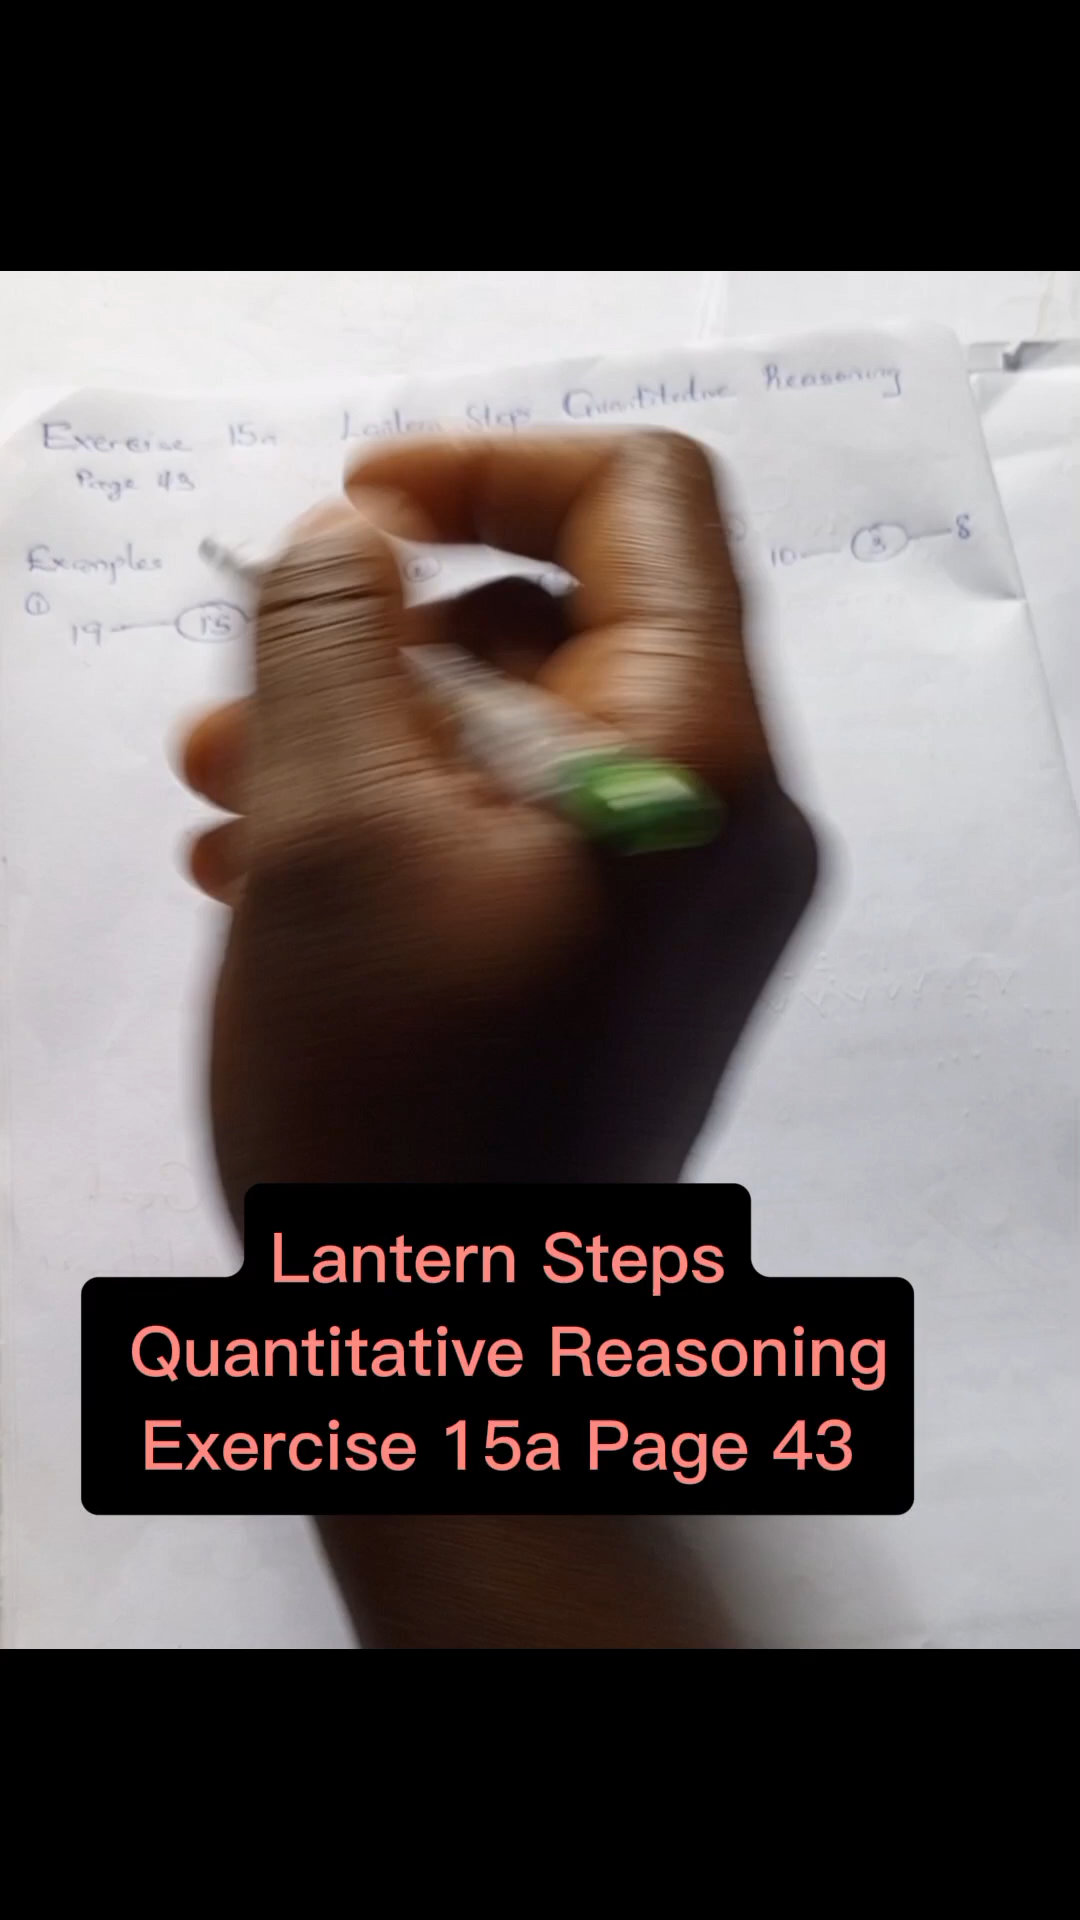 Exercise 15a Lantern Steps Quantitative Reasoning
Page 43
Examples
① 19 — 15
②
10 — 3 — 8
Lantern Steps
Quantitative Reasoning
Exercise 15a Page 43